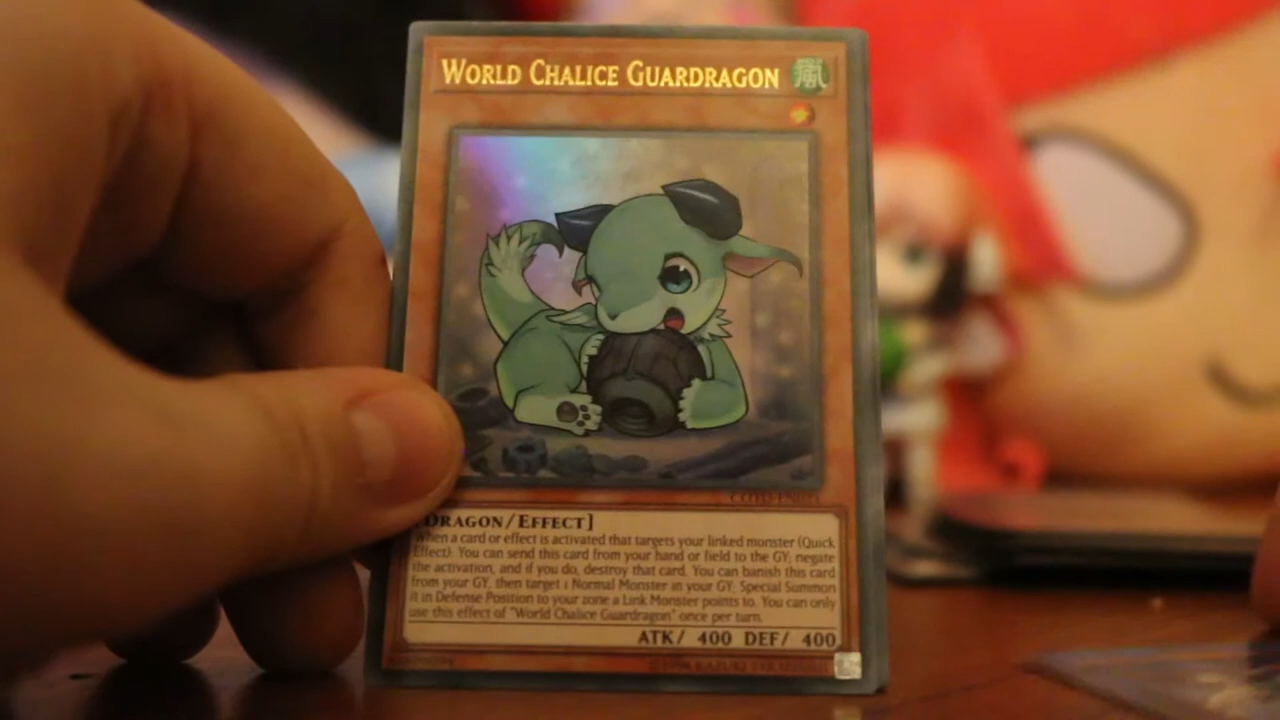 WORLD CHALICE GUARDRAGON
風
[DRAGON/EFFECT]
When a card or effect is activated that targets your linked monster (Quick
Effect): You can send this card from your hand or field to the GY; negate
the activation, and if you do, destroy that card. You can banish this card
from your GY, then target 1 Normal Monster in your GY; Special Summon
it in Defense Position to your zone a Link Monster points to. You can only
use this effect of "World Chalice Guardragon" once per turn.
ATK/ 400 DEF/ 400